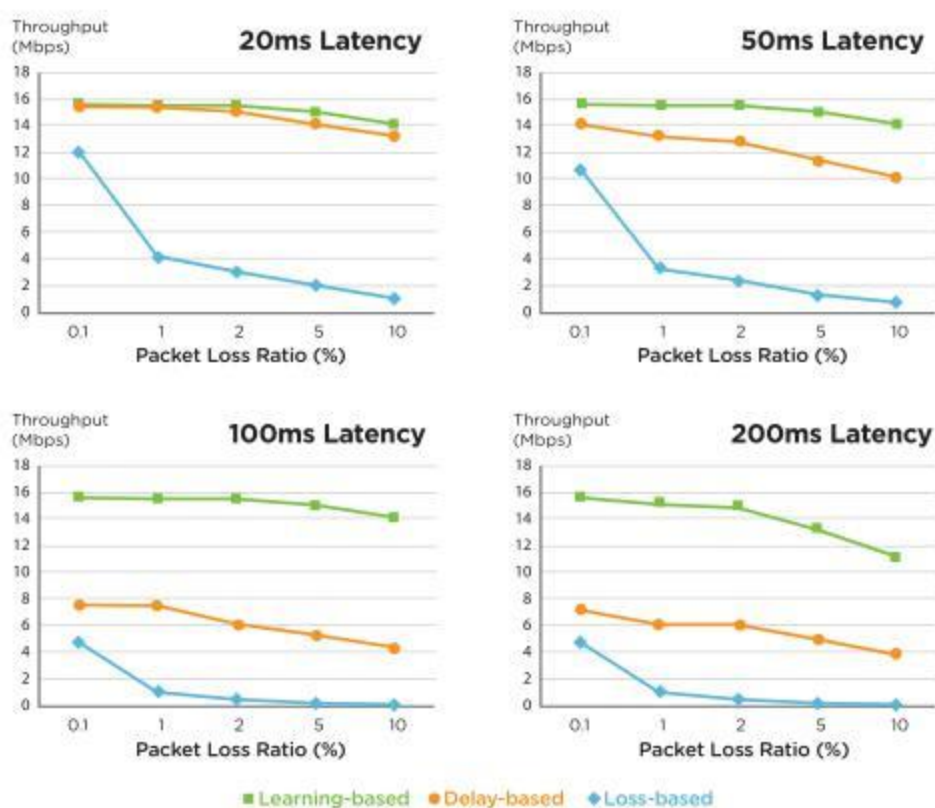 Throughput
(Mbps)
20ms Latency
18
16
14
12
10
8
6
4
2
0
0.1 1 2 5 10
Packet Loss Ratio (%)
Throughput
(Mbps)
50ms Latency
18
16
14
12
10
8
6
4
2
0
0.1 1 2 5 10
Packet Loss Ratio (%)
Throughput
(Mbps)
100ms Latency
18
16
14
12
10
8
6
4
2
0
0.1 1 2 5 10
Packet Loss Ratio (%)
Throughput
(Mbps)
200ms Latency
18
16
14
12
10
8
6
4
2
0
0.1 1 2 5 10
Packet Loss Ratio (%)
Learning-based Delay-based Loss-based